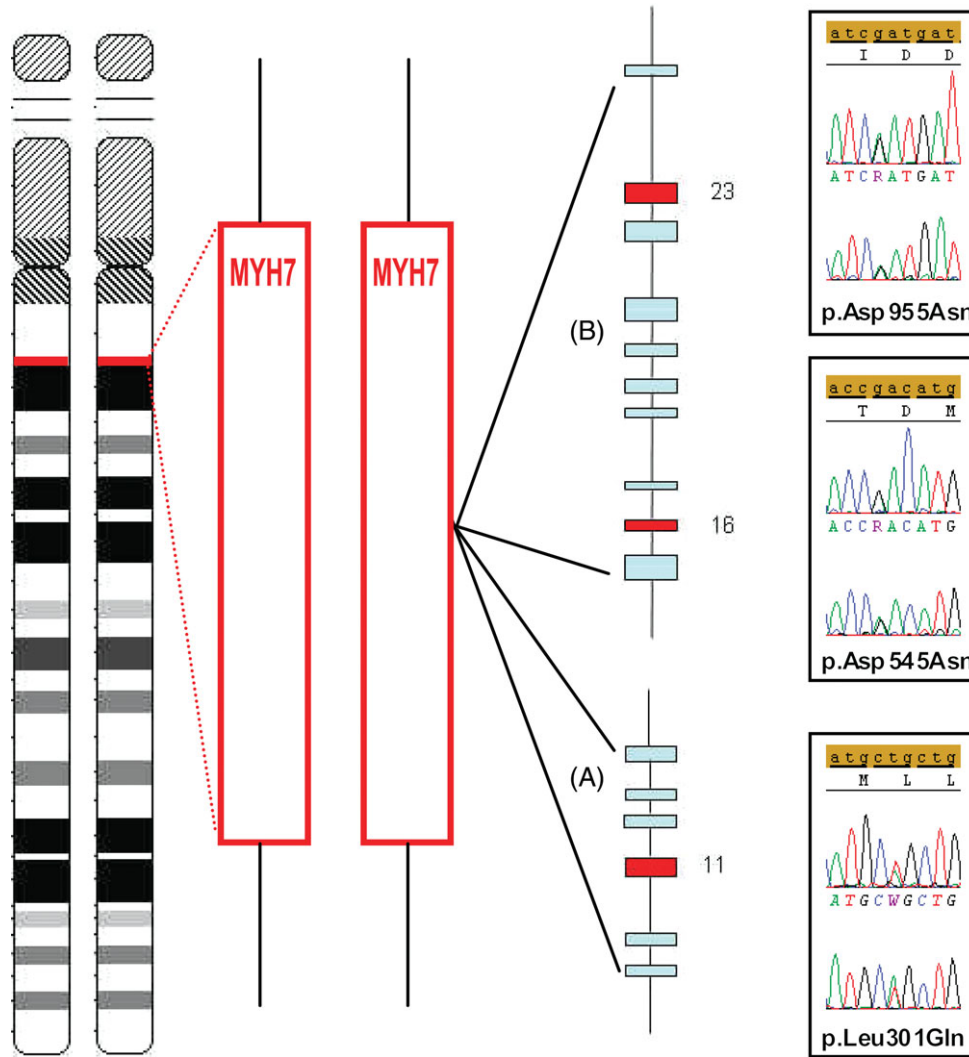 MYH7
MYH7
(B)
23
16
(A)
11
atcgatgat
I D D
ATCRATGAT
p.Asp955Asn
accgacatg
T D M
ACCRACATG
p.Asp545Asn
atgctgctg
M L L
ATGCWGCTG
p.Leu301Gln